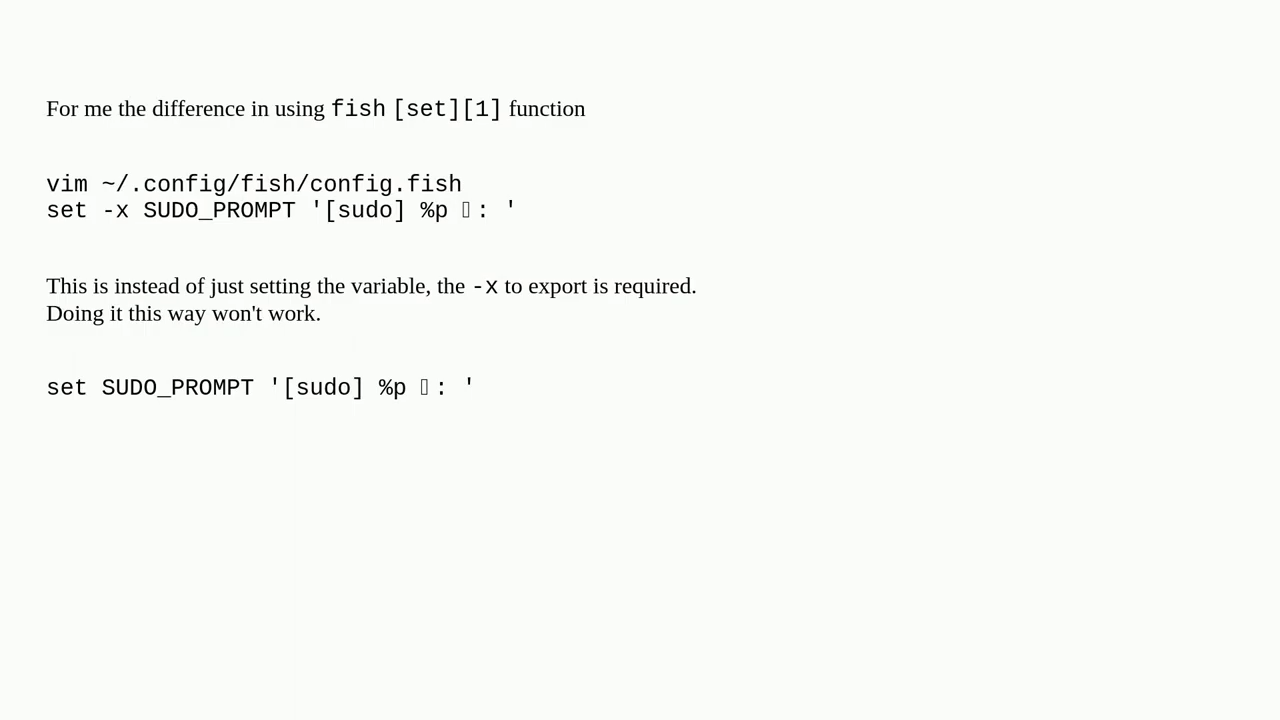 For me the difference in using fish [set][1] function
vim ~/.config/fish/config.fish
set -x SUDO_PROMPT '[sudo] %p : '
This is instead of just setting the variable, the -x to export is required.
Doing it this way won't work.
set SUDO_PROMPT '[sudo] %p : '